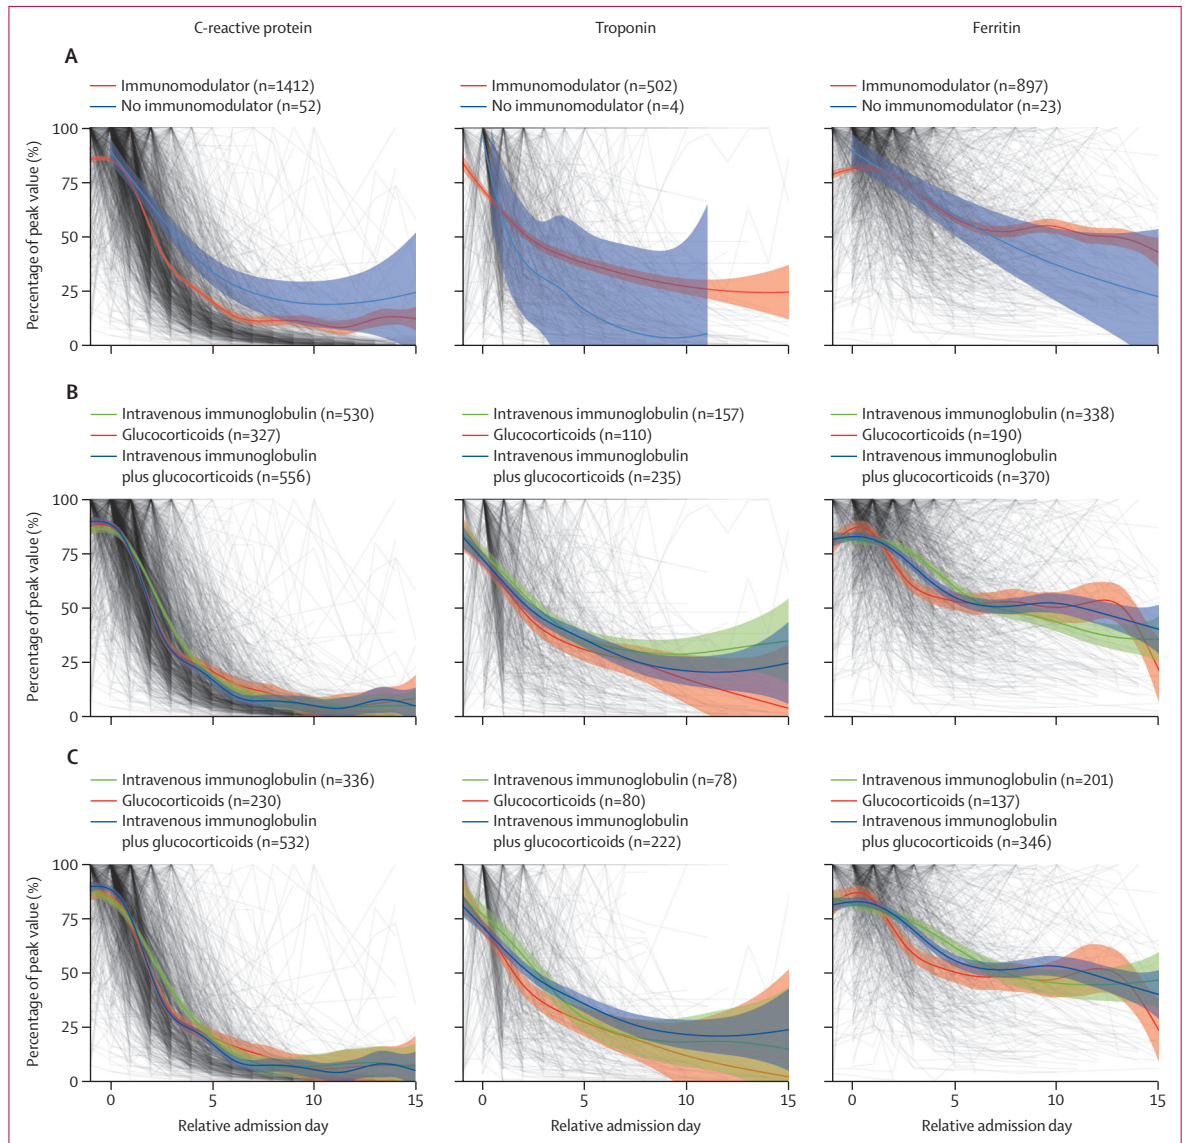 C-reactive protein
Troponin
Ferritin
A
Immunomodulator (n=1412)
No immunomodulator (n=52)
Immunomodulator (n=502)
No immunomodulator (n=4)
Immunomodulator (n=897)
No immunomodulator (n=23)
Percentage of peak value (%)
100
75
50
25
0
B
Intravenous immunoglobulin (n=530)
Glucocorticoids (n=327)
Intravenous immunoglobulin
plus glucocorticoids (n=556)
Intravenous immunoglobulin (n=157)
Glucocorticoids (n=110)
Intravenous immunoglobulin
plus glucocorticoids (n=235)
Intravenous immunoglobulin (n=338)
Glucocorticoids (n=190)
Intravenous immunoglobulin
plus glucocorticoids (n=370)
Percentage of peak value (%)
100
75
50
25
0
C
Intravenous immunoglobulin (n=336)
Glucocorticoids (n=230)
Intravenous immunoglobulin
plus glucocorticoids (n=532)
Intravenous immunoglobulin (n=78)
Glucocorticoids (n=80)
Intravenous immunoglobulin
plus glucocorticoids (n=222)
Intravenous immunoglobulin (n=201)
Glucocorticoids (n=137)
Intravenous immunoglobulin
plus glucocorticoids (n=346)
Percentage of peak value (%)
100
75
50
25
0
0 5 10 15
Relative admission day
0 5 10 15
Relative admission day
0 5 10 15
Relative admission day